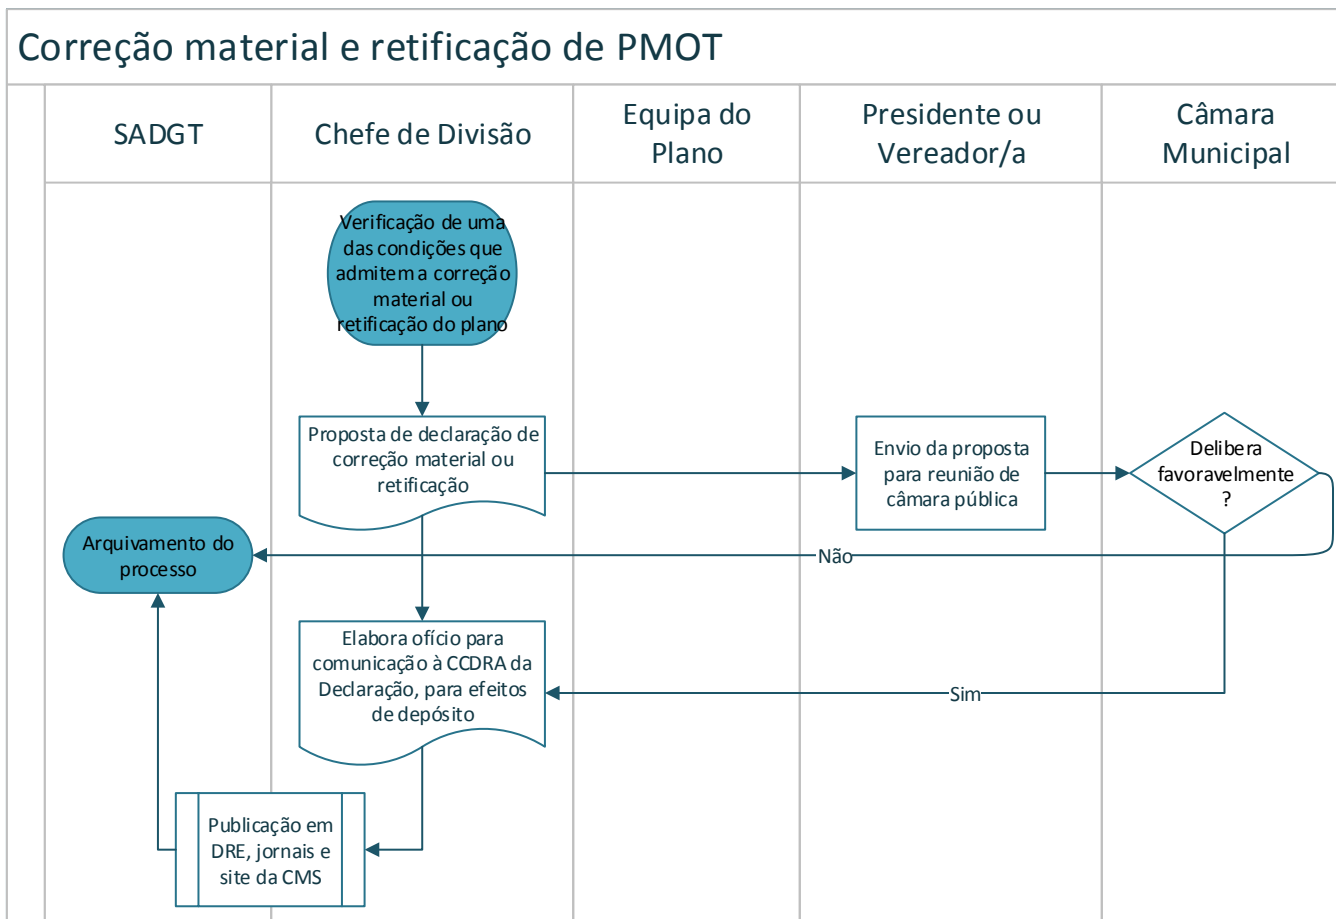 Correção material e retificação de PMOT
SADGT
Chefe de Divisão
Equipa do
Plano
Presidente ou
Vereador/a
Câmara
Municipal
Verificação de uma
das condições que
admitem a correção
material ou
retificação do plano
Proposta de declaração de
correção material ou
retificação
Envio da proposta
para reunião de
câmara pública
Delibera
favoravelmente
?
Arquivamento do
processo
Não
Elabora ofício para
comunicação à CCDRA da
Declaração, para efeitos
de depósito
Sim
Publicação em
DRE, jornais e
site da CMS